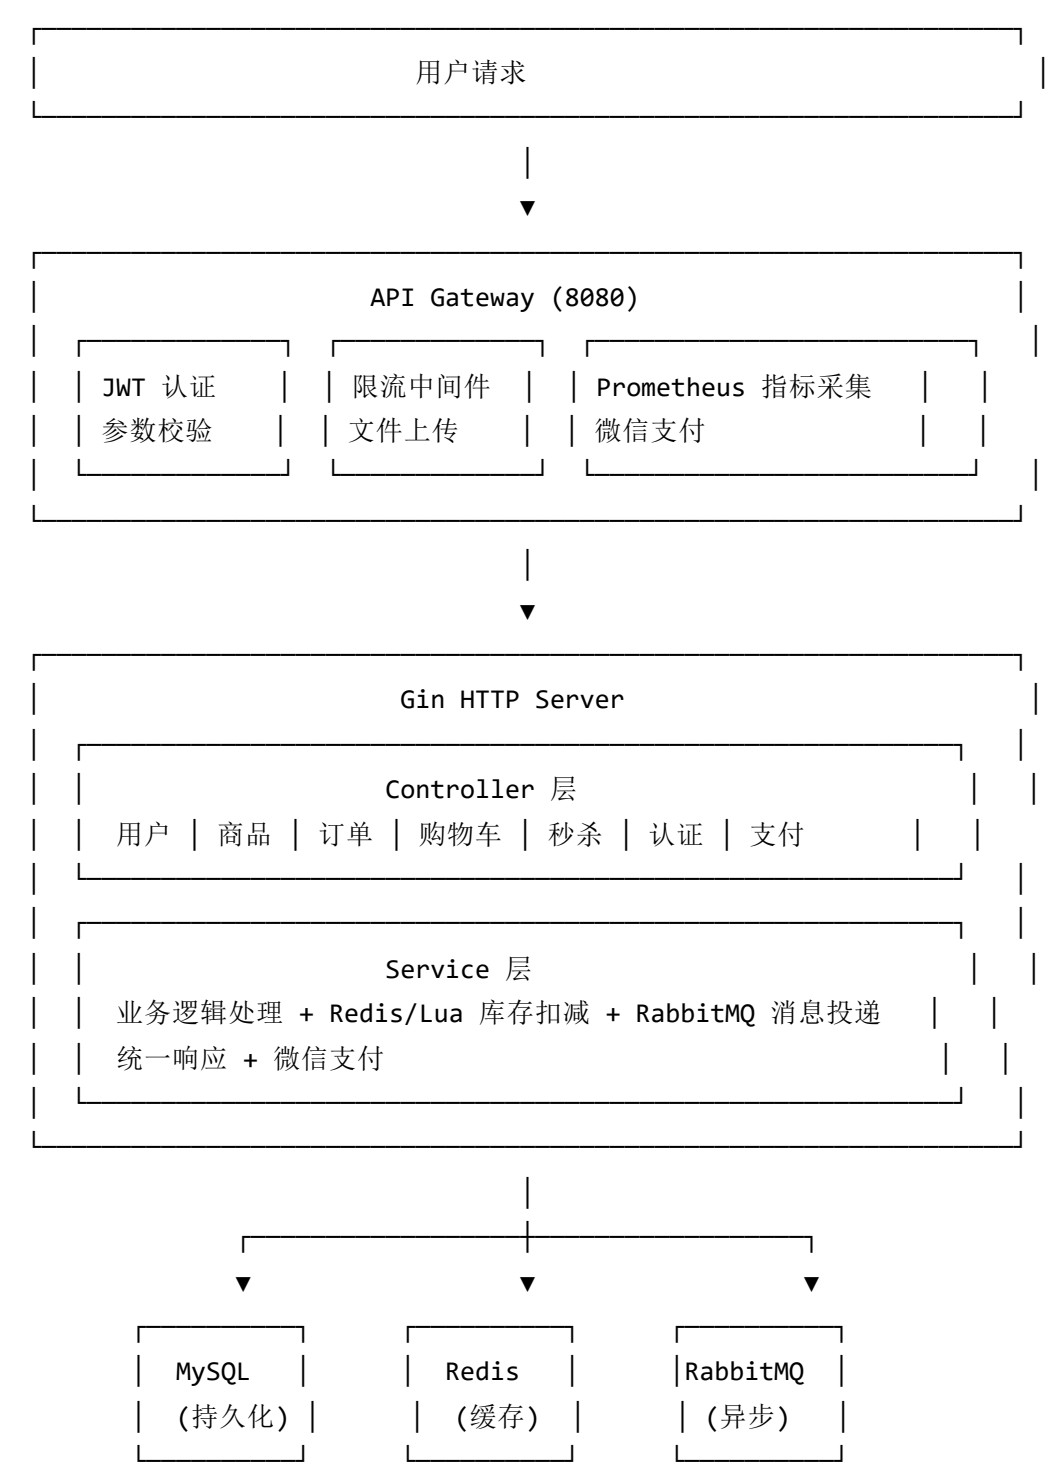 用户请求
API Gateway (8080)
JWT 认证 限流中间件 Prometheus 指标采集
参数校验 文件上传 微信支付
Gin HTTP Server
Controller 层
用户 │ 商品 │ 订单 │ 购物车 │ 秒杀 │ 认证 │ 支付
Service 层
业务逻辑处理 + Redis/Lua 库存扣减 + RabbitMQ 消息投递
统一响应 + 微信支付
MySQL Redis RabbitMQ
(持久化) (缓存) (异步)